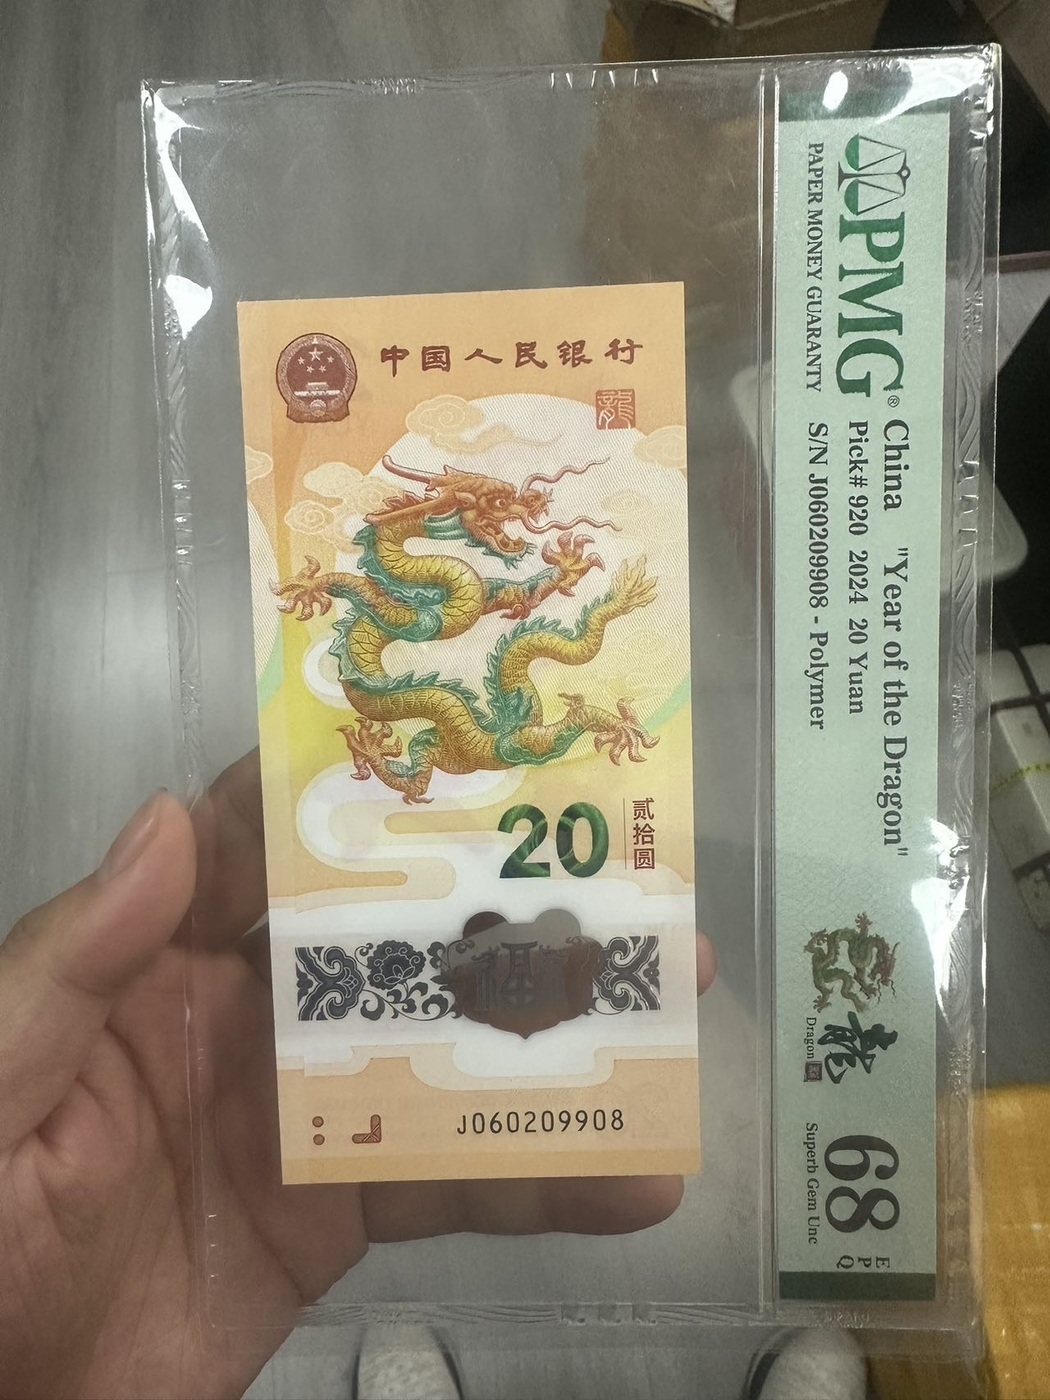 中国人民银行
龍
20
贰拾圆
福
J060209908
PMG®
PAPER MONEY GUARANTY
China "Year of the Dragon"
Pick# 920 2024 20 Yuan
S/N J060209908 - Polymer
龍
Dragon
68 EPQ
Superb Gem Unc